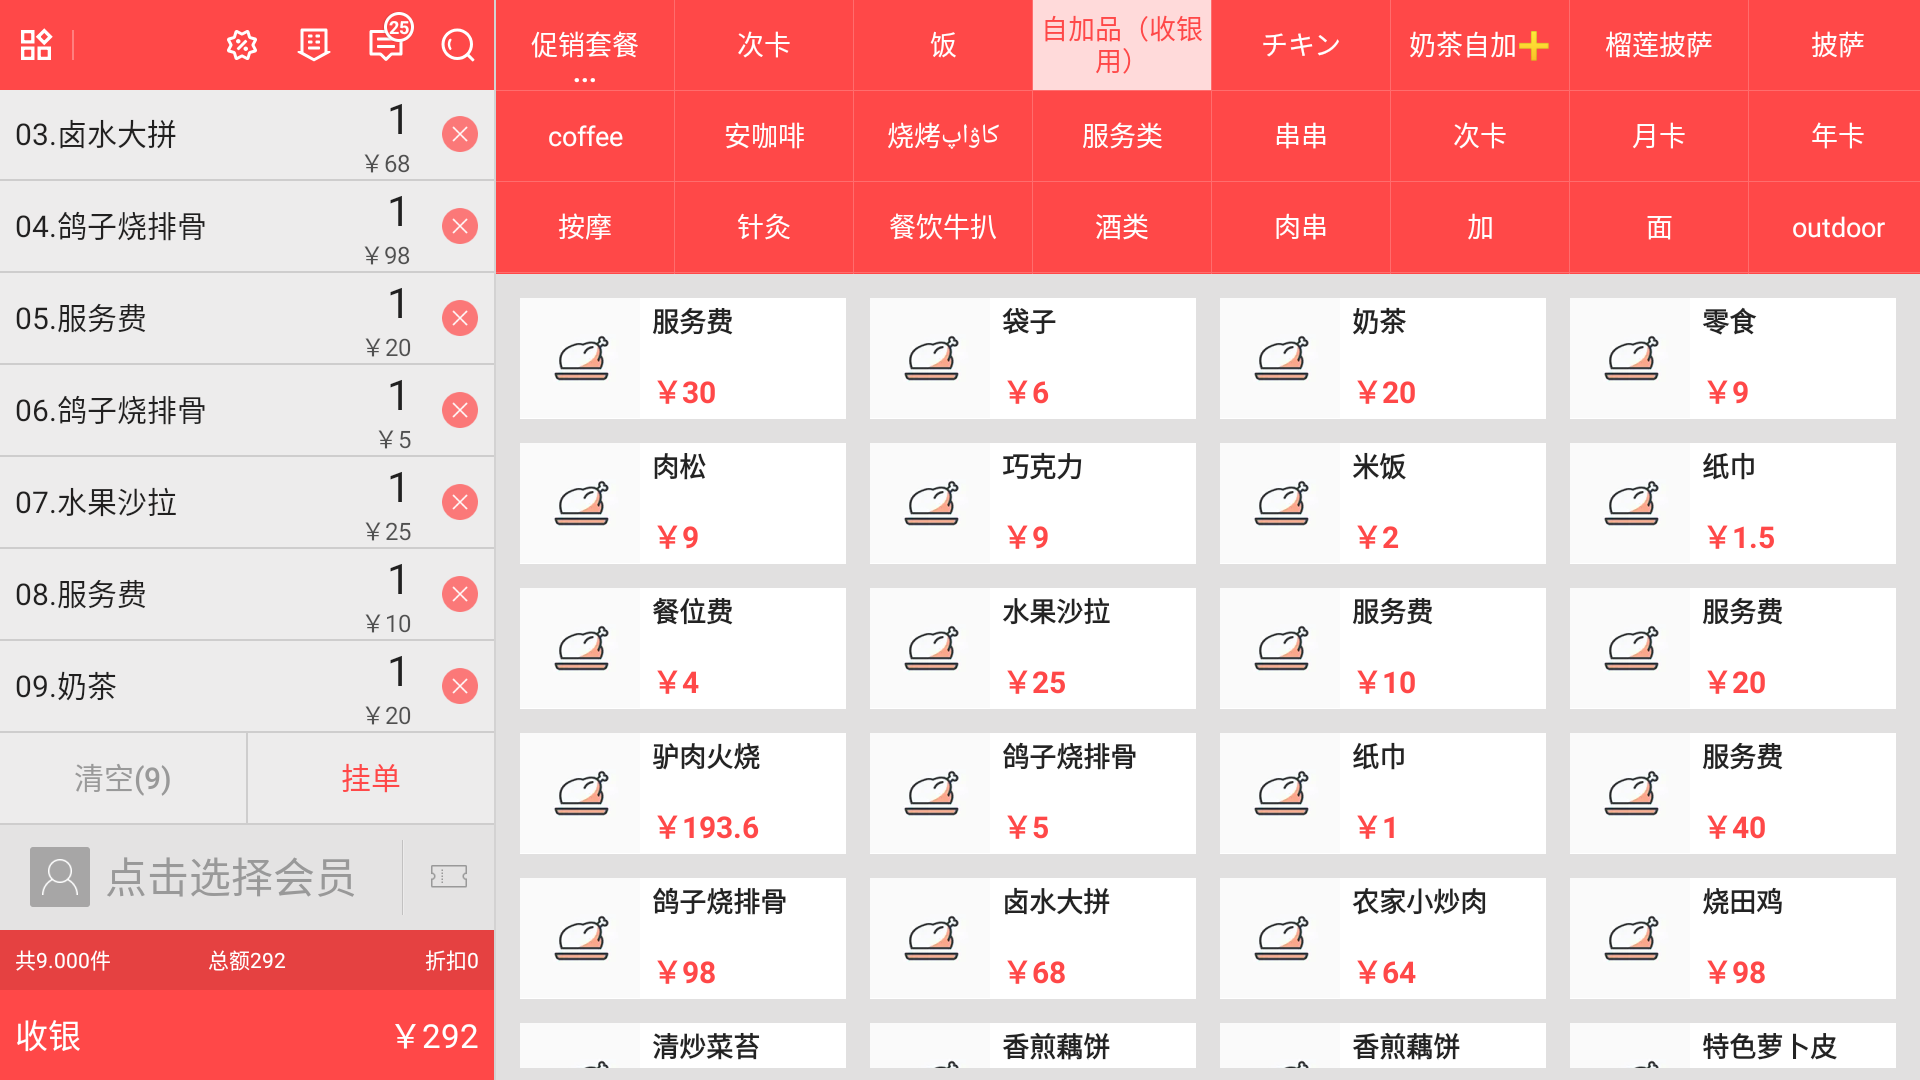 25
03.卤水大拼
1
￥68
04.鸽子烧排骨
1
￥98
05.服务费
1
￥20
06.鸽子烧排骨
1
￥5
07.水果沙拉
1
￥25
08.服务费
1
￥10
09.奶茶
1
￥20
清空(9)
挂单
点击选择会员
共9.000件
总额292
折扣0
收银
￥292
促销套餐
...
次卡
饭
自加品（收银
用）
チキン
奶茶自加➕
榴莲披萨
披萨
coffee
安咖啡
烧烤كاۋاپ
服务类
串串
次卡
月卡
年卡
按摩
针灸
餐饮牛扒
酒类
肉串
加
面
outdoor
服务费
￥30
袋子
￥6
奶茶
￥20
零食
￥9
肉松
￥9
巧克力
￥9
米饭
￥2
纸巾
￥1.5
餐位费
￥4
水果沙拉
￥25
服务费
￥10
服务费
￥20
驴肉火烧
￥193.6
鸽子烧排骨
￥5
纸巾
￥1
服务费
￥40
鸽子烧排骨
￥98
卤水大拼
￥68
农家小炒肉
￥64
烧田鸡
￥98
清炒菜苔
香煎藕饼
香煎藕饼
特色萝卜皮